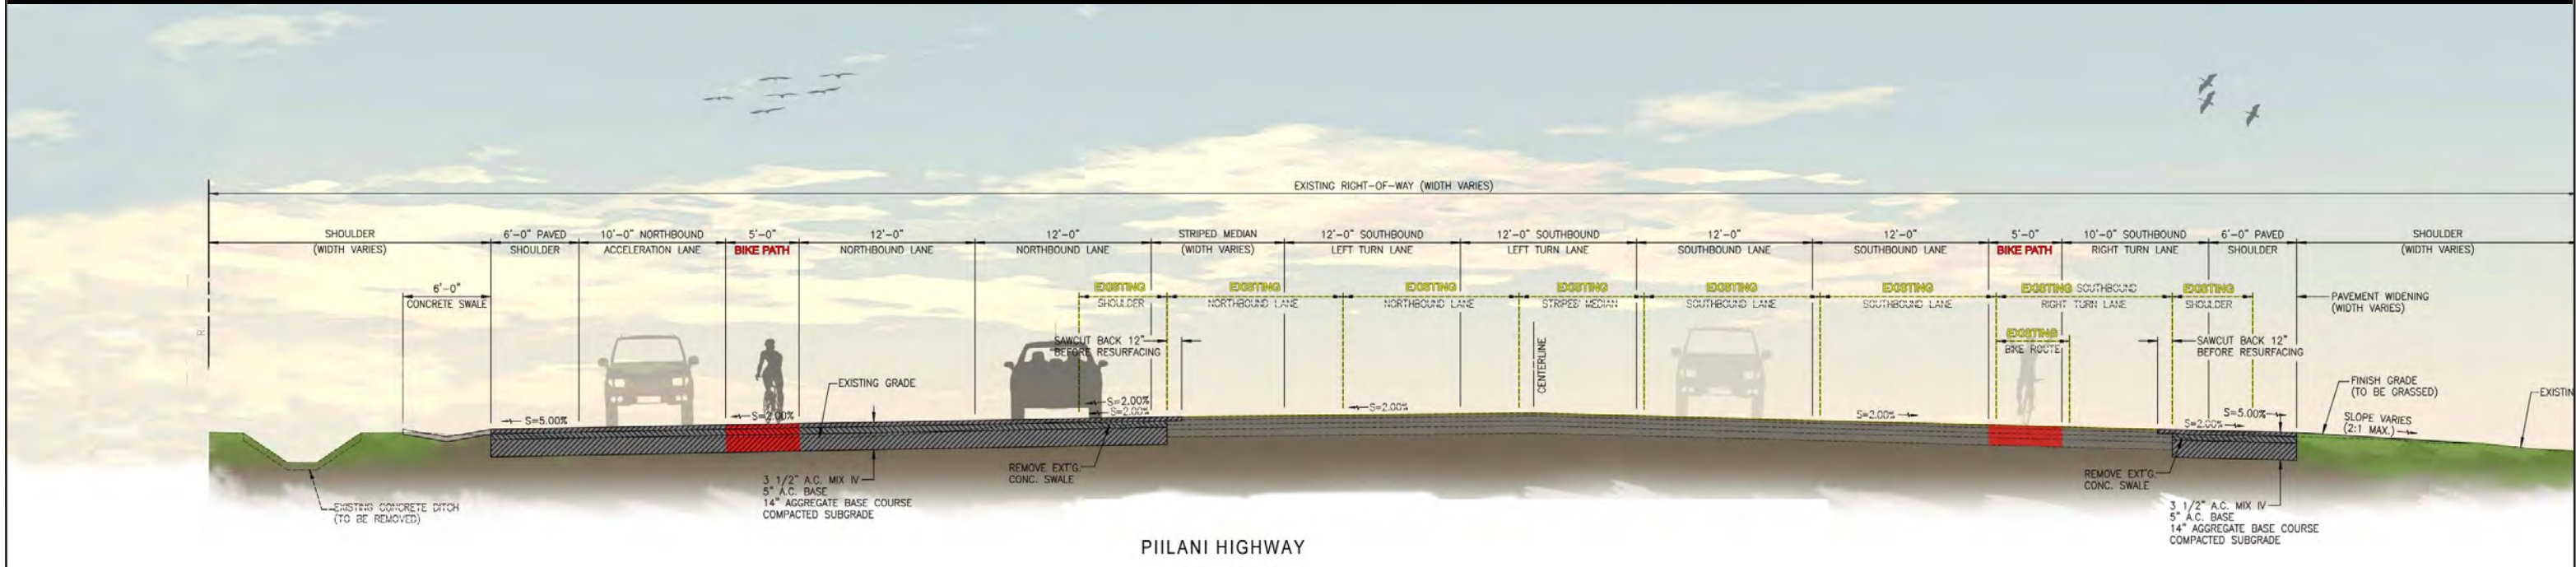 EXISTING RIGHT-OF-WAY (WIDTH VARIES)
SHOULDER
(WIDTH VARIES)
6'-0" PAVED
SHOULDER
10'-0" NORTHBOUND
ACCELERATION LANE
5'-0"
BIKE PATH
12'-0"
NORTHBOUND LANE
12'-0"
NORTHBOUND LANE
STRIPED MEDIAN
(WIDTH VARIES)
12'-0" SOUTHBOUND
LEFT TURN LANE
12'-0" SOUTHBOUND
LEFT TURN LANE
12'-0"
SOUTHBOUND LANE
12'-0"
SOUTHBOUND LANE
5'-0"
BIKE PATH
10'-0" SOUTHBOUND
RIGHT TURN LANE
6'-0" PAVED
SHOULDER
SHOULDER
(WIDTH VARIES)
6'-0"
CONCRETE SWALE
EXISTING
SHOULDER
EXISTING
NORTHBOUND LANE
EXISTING
NORTHBOUND LANE
EXISTING
STRIPED MEDIAN
EXISTING
SOUTHBOUND LANE
EXISTING
SOUTHBOUND LANE
EXISTING SOUTHBOUND
RIGHT TURN LANE
EXISTING
SHOULDER
PAVEMENT WIDENING
(WIDTH VARIES)
R
SAWCUT BACK 12"
BEFORE RESURFACING
CENTERLINE
EXISTING
BIKE ROUTE
SAWCUT BACK 12"
BEFORE RESURFACING
EXISTING GRADE
FINISH GRADE
(TO BE GRASSED)
EXISTIN
S=5.00%
S=2.00%
S=2.00%
S=2.00%
S=2.00%
S=2.00%
S=2.00%
S=5.00%
SLOPE VARIES
(2:1 MAX.)
REMOVE EXT'G.
CONC. SWALE
REMOVE EXT'G.
CONC. SWALE
3 1/2" A.C. MIX IV
5" A.C. BASE
14" AGGREGATE BASE COURSE
COMPACTED SUBGRADE
EXISTING CONCRETE DITCH
(TO BE REMOVED)
3 1/2" A.C. MIX IV
5" A.C. BASE
14" AGGREGATE BASE COURSE
COMPACTED SUBGRADE
PIILANI HIGHWAY